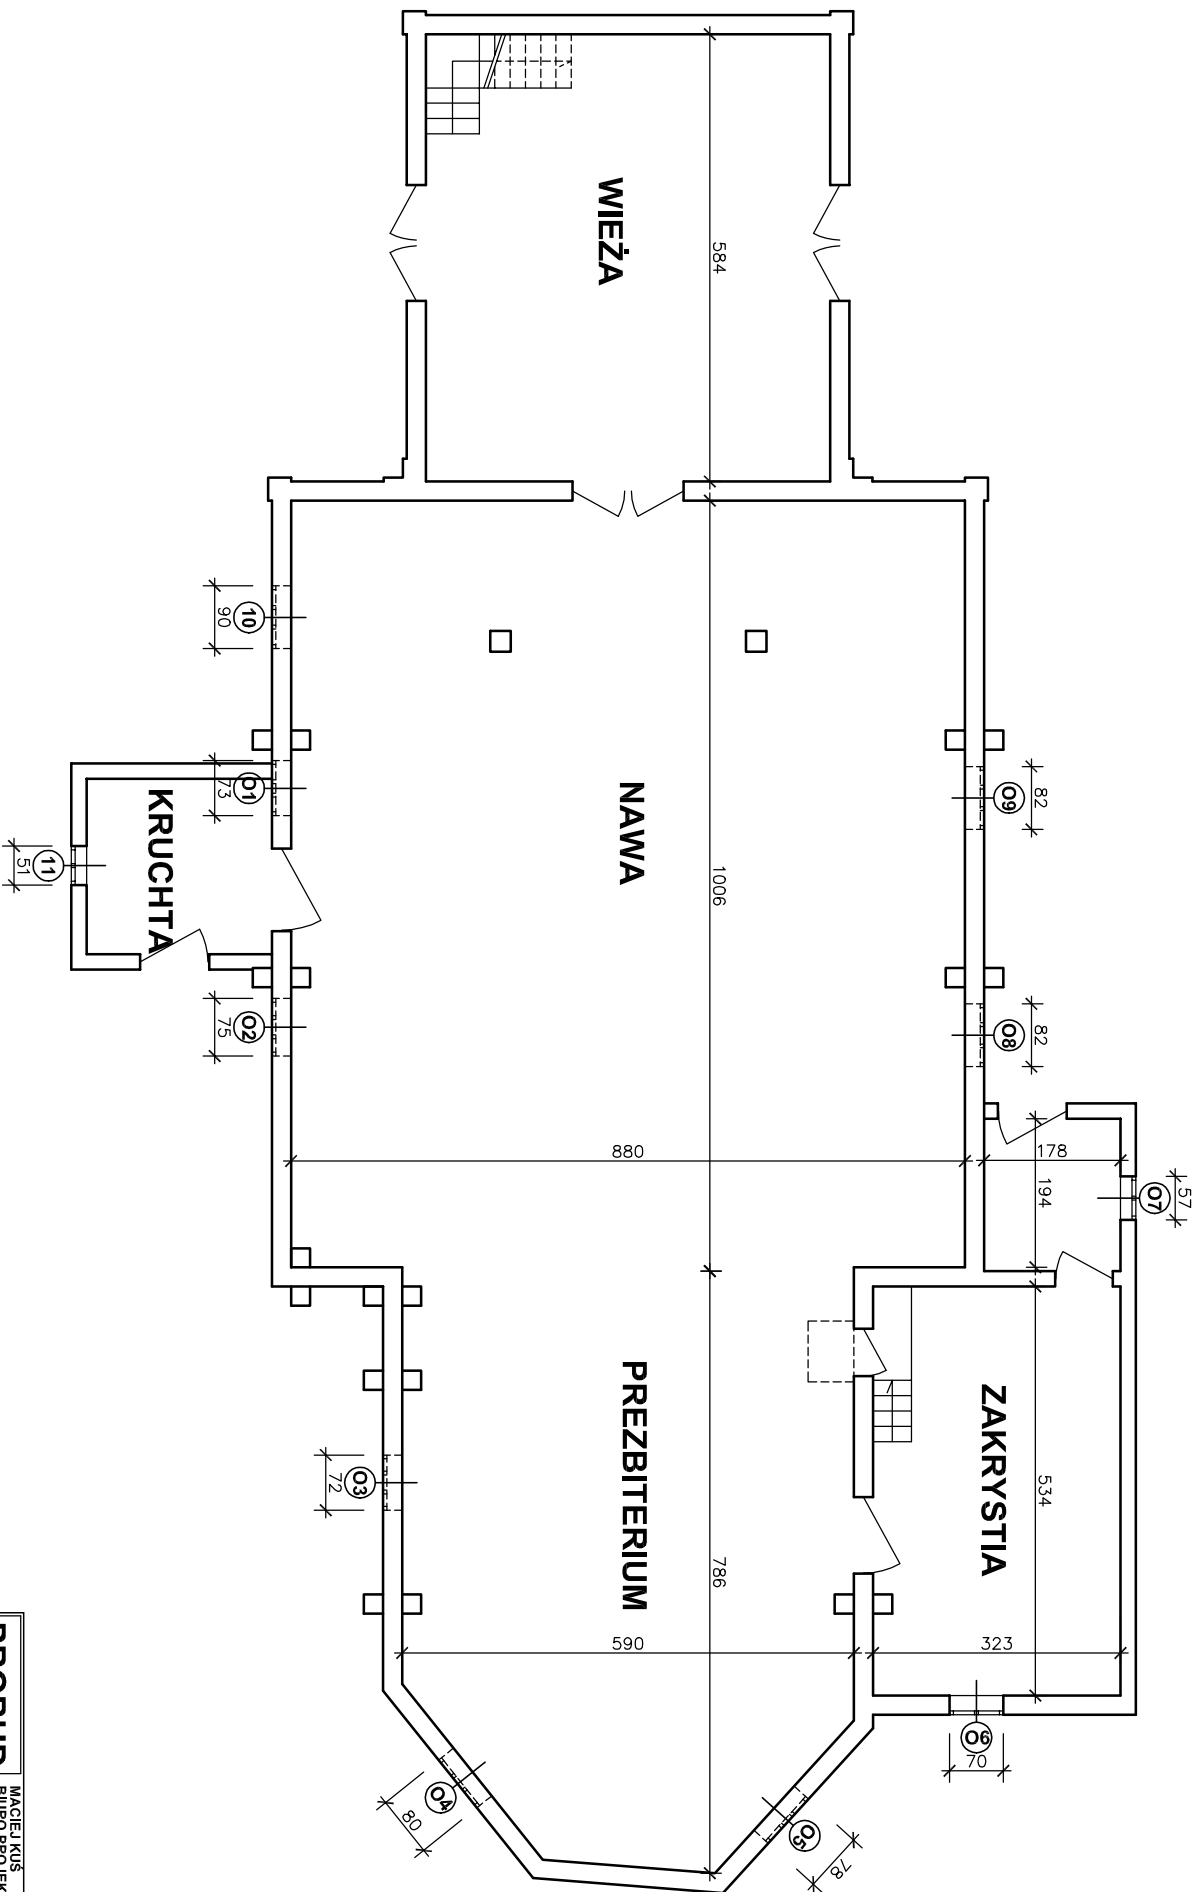 WIEŻA
584
NAWA
1006
880
PREZBITERIUM
786
590
ZAKRYSTIA
534
323
178
194
KRUCHTA
10
90
O1
73
11
51
O2
75
O3
72
O4
80
O5
78
O6
70
O7
57
O8
82
O9
82
MACIEJ KUŚ